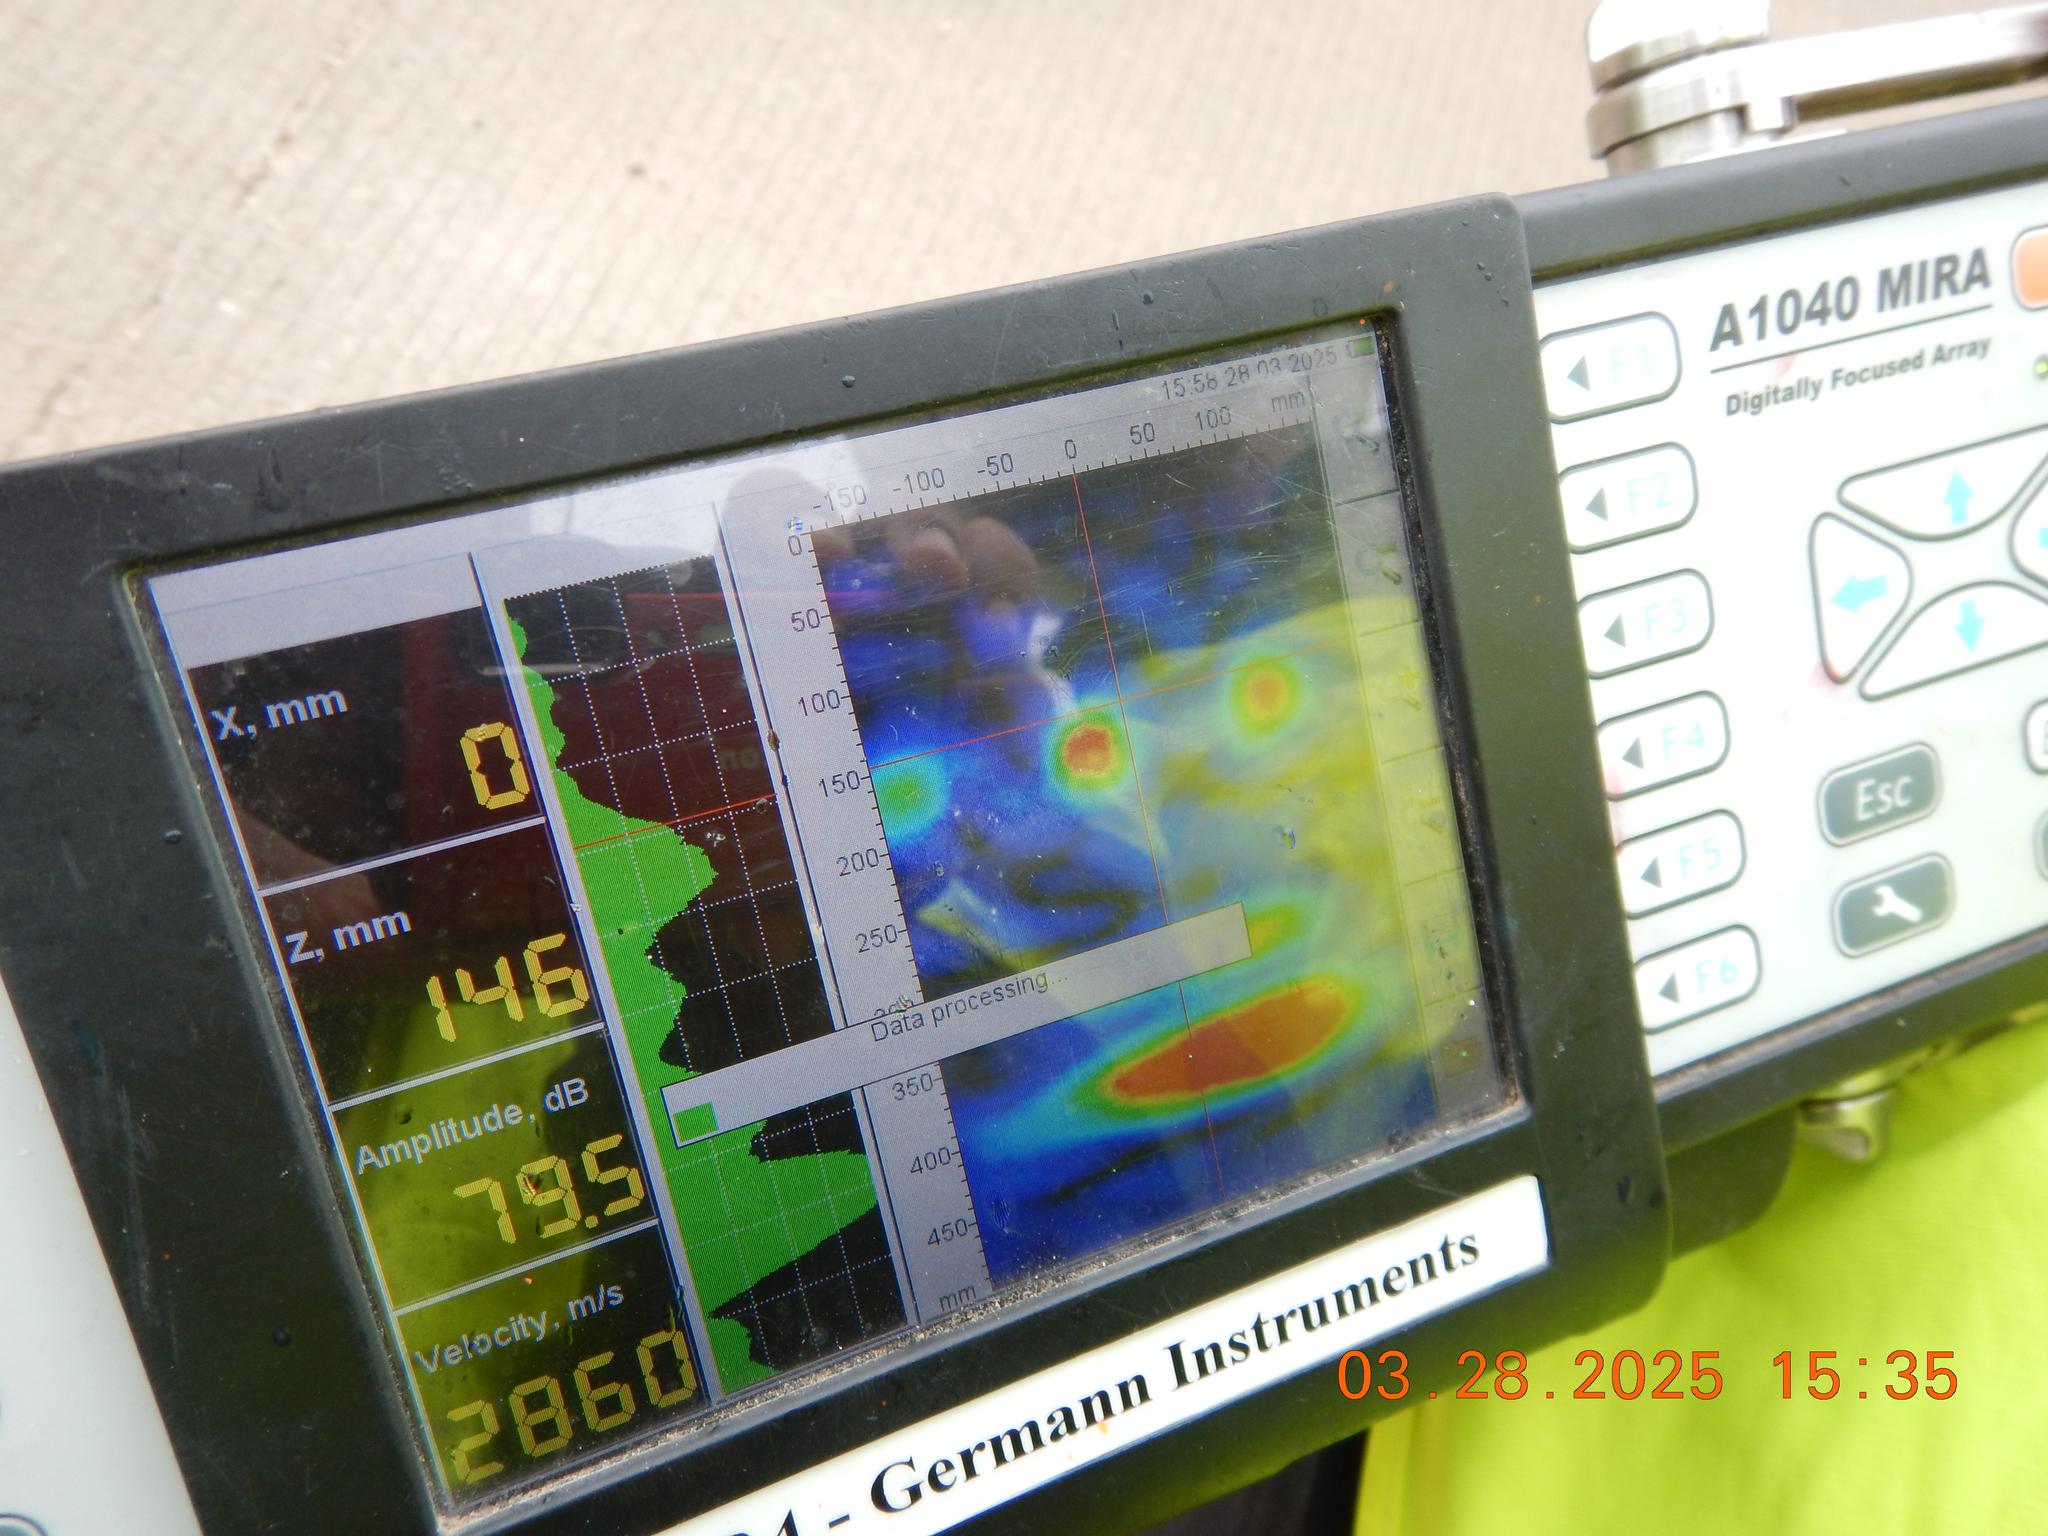 15:58 28 03 2025
-150 -100 -50 0 50 100 mm
0
50
100
150
200
250
350
400
450
mm
X, mm
0
Z, mm
146
Amplitude, dB
79.5
Velocity, m/s
2860
Data processing...
A1040 MIRA
Digitally Focused Array
F1
F2
F3
F4
F5
F6
Esc
- Germann Instruments
03.28.2025 15:35